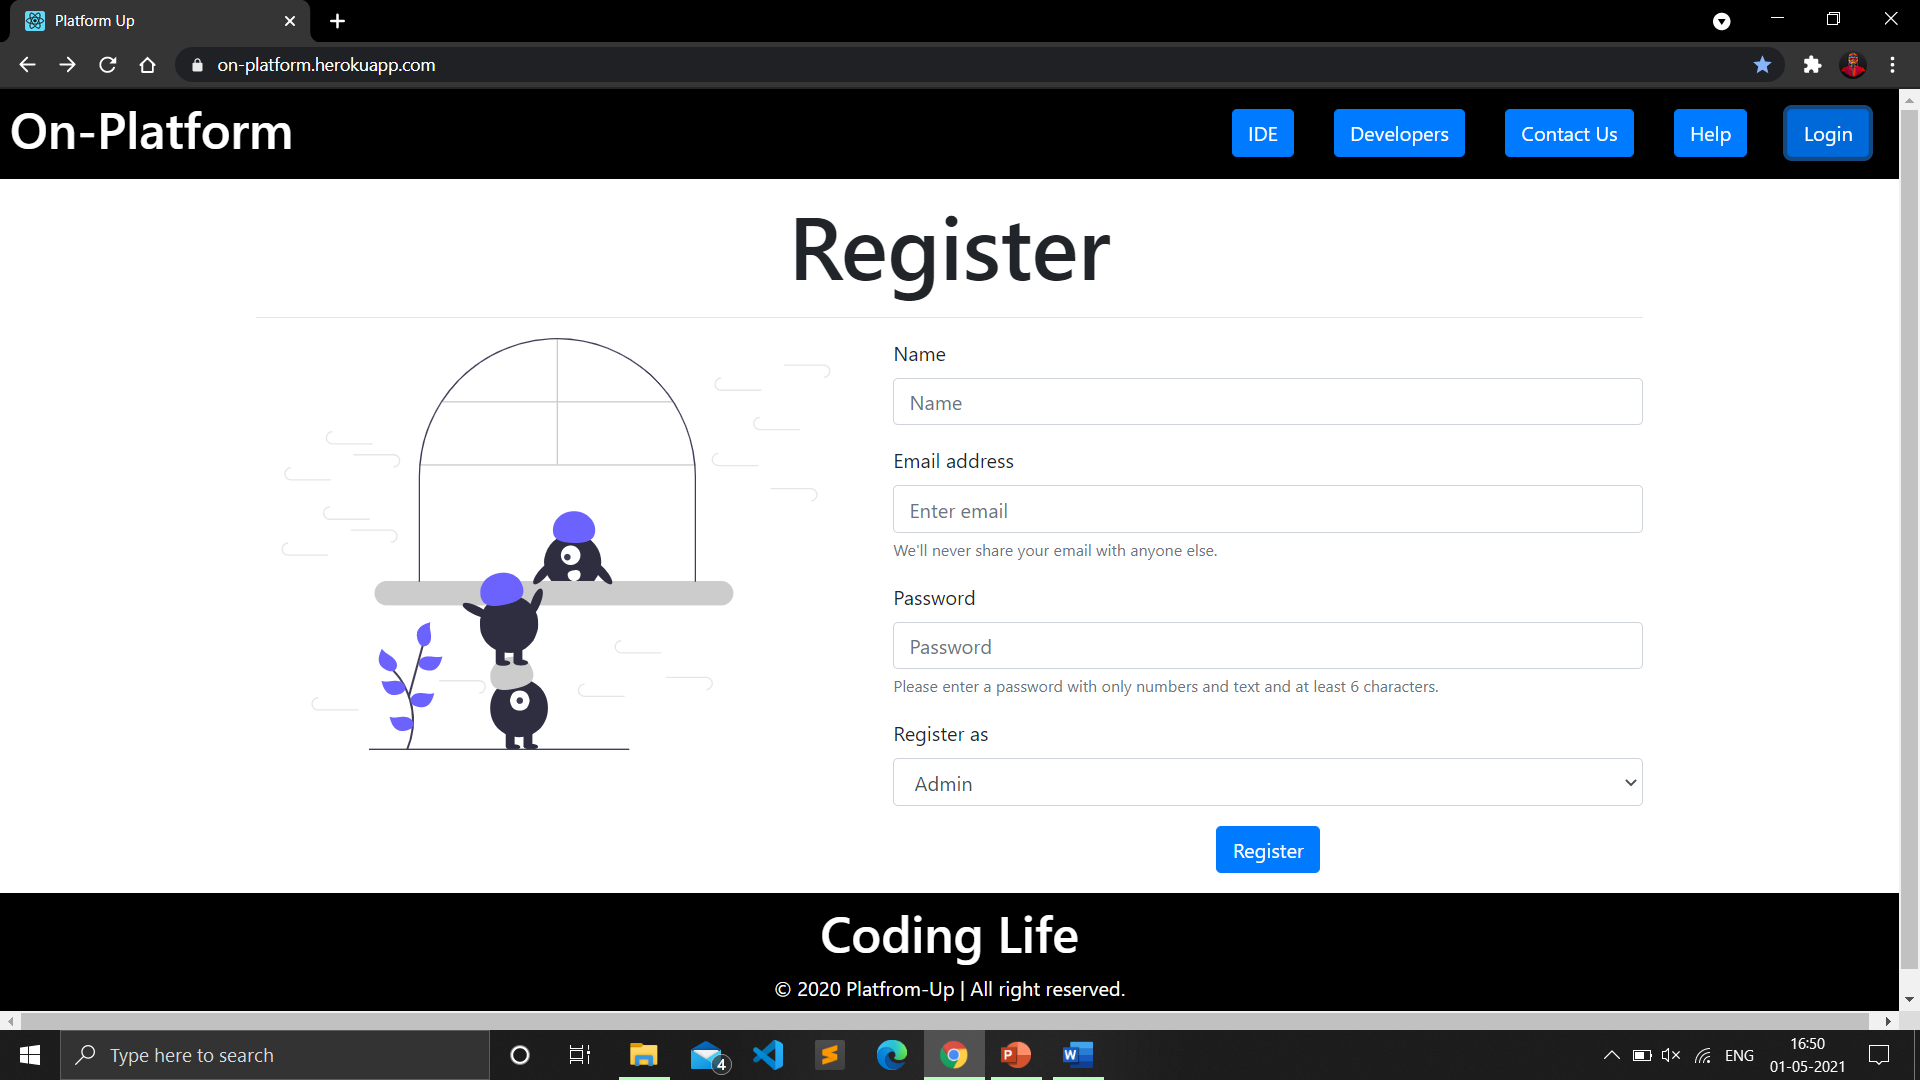 Platform Up
on-platform.herokuapp.com
On-Platform
IDE
Developers
Contact Us
Help
Login
Register
Name
Name
Email address
Enter email
We'll never share your email with anyone else.
Password
Password
Please enter a password with only numbers and text and at least 6 characters.
Register as
Admin
Register
Coding Life
© 2020 Platfrom-Up | All right reserved.
Type here to search
4
P
W
ENG
16:50
01-05-2021